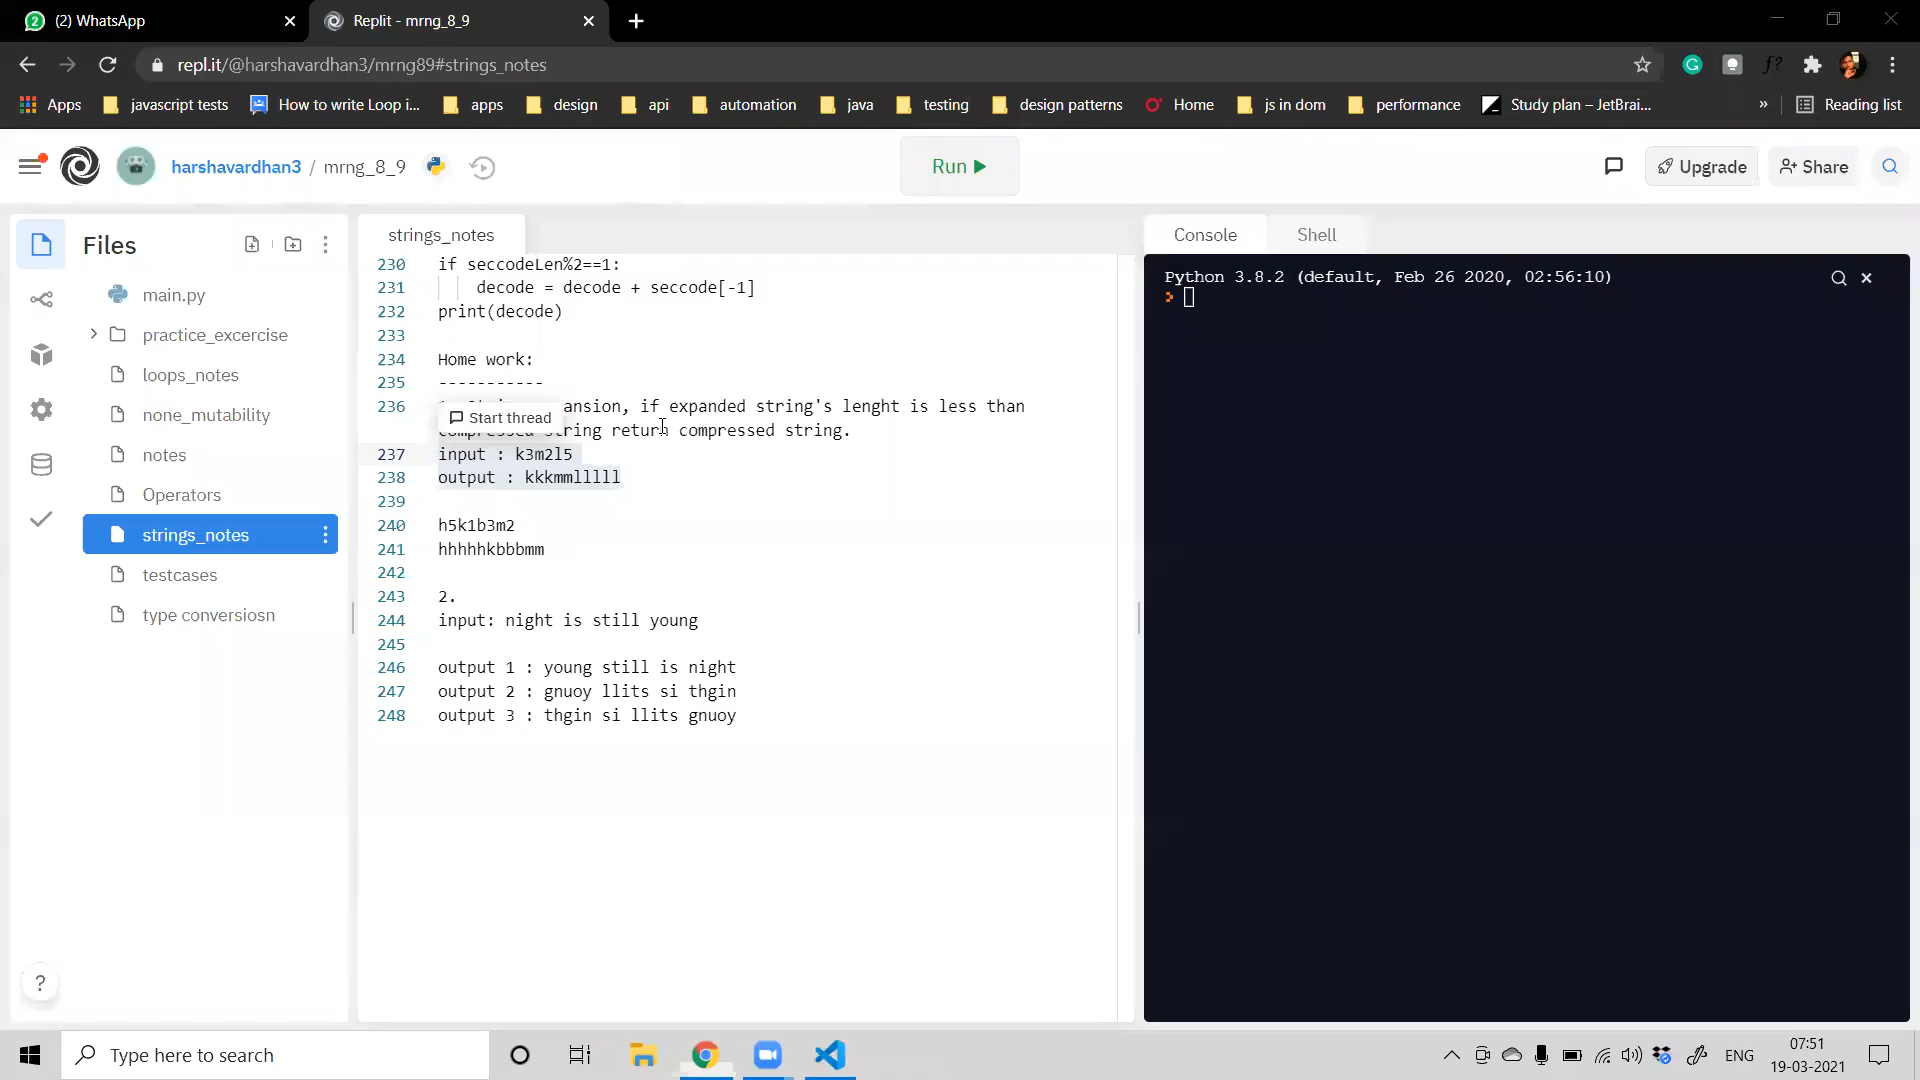 (2) WhatsApp
Replit - mrng_8_9
repl.it/@harshavardhan3/mrng89#strings_notes
Apps javascript tests How to write Loop i... apps design api automation java testing design patterns Home js in dom performance Study plan – JetBrai... » Reading list
harshavardhan3 / mrng_8_9
Run
Upgrade
Share
Files
main.py
practice_excercise
loops_notes
none_mutability
notes
Operators
strings_notes
testcases
type conversiosn
?
strings_notes
230 if seccodeLen%2==1:
231 decode = decode + seccode[-1]
232 print(decode)
233
234 Home work:
235 -----------
236 ansion, if expanded string's lenght is less than
Start thread
compressed string return compressed string.
237 input : k3m2l5
238 output : kkkmmlllll
239
240 h5k1b3m2
241 hhhhhkbbbmm
242
243 2.
244 input: night is still young
245
246 output 1 : young still is night
247 output 2 : gnuoy llits si thgin
248 output 3 : thgin si llits gnuoy
Console
Shell
Python 3.8.2 (default, Feb 26 2020, 02:56:10)
Type here to search
ENG
07:51
19-03-2021